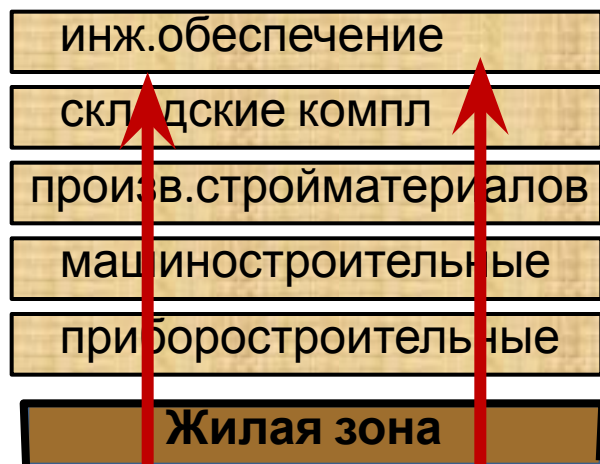 инж.обеспечение
складские компл
произв.стройматериалов
машиностроительные
приборостроительные
Жилая зона